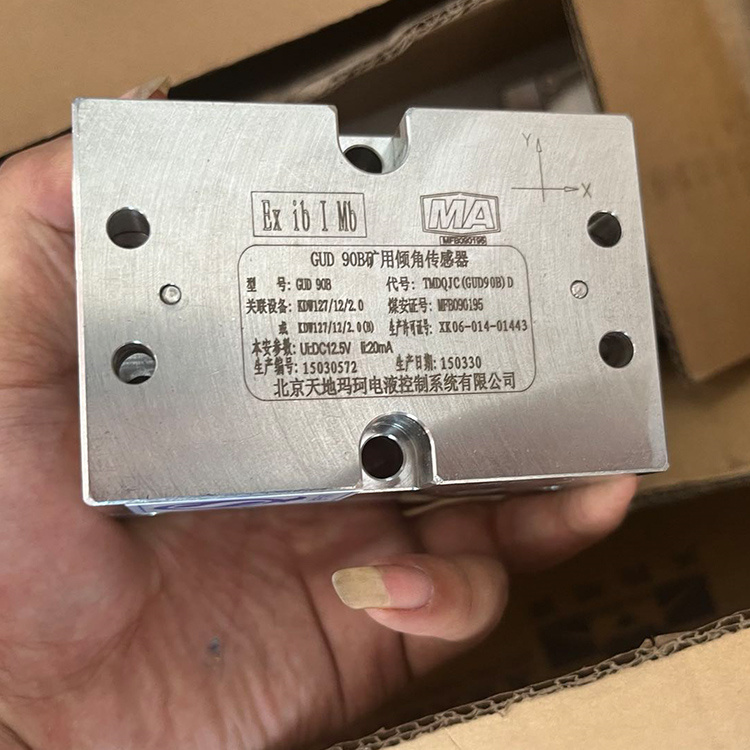 Y
X
Ex ib I Mb
MA
MFB090195
GUD 90B矿用倾角传感器
型 号: GUD 90B 代号: TMDQJC(GUD90B)D
关联设备: KDW127/12/2.0 煤安证号: MFB090195
或 KDW127/12/2.0(B) 生产许可证号: XK06-014-01443
本安参数: Ui:DC12.5V Ii:20mA
生产编号: 15030572 生产日期: 150330
北京天地玛珂电液控制系统有限公司